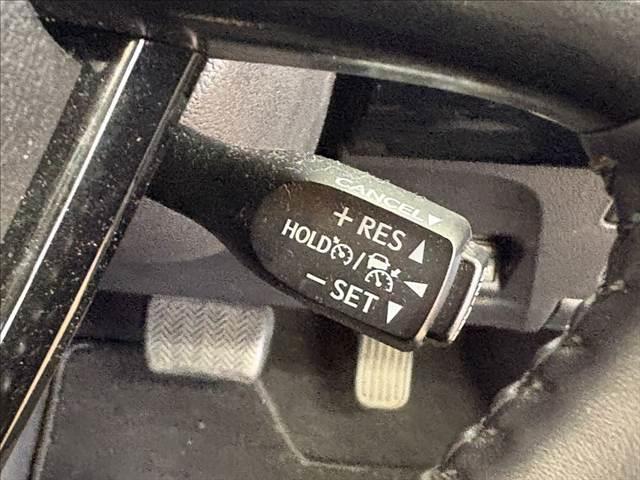 CANCEL
+ RES
HOLD /
− SET